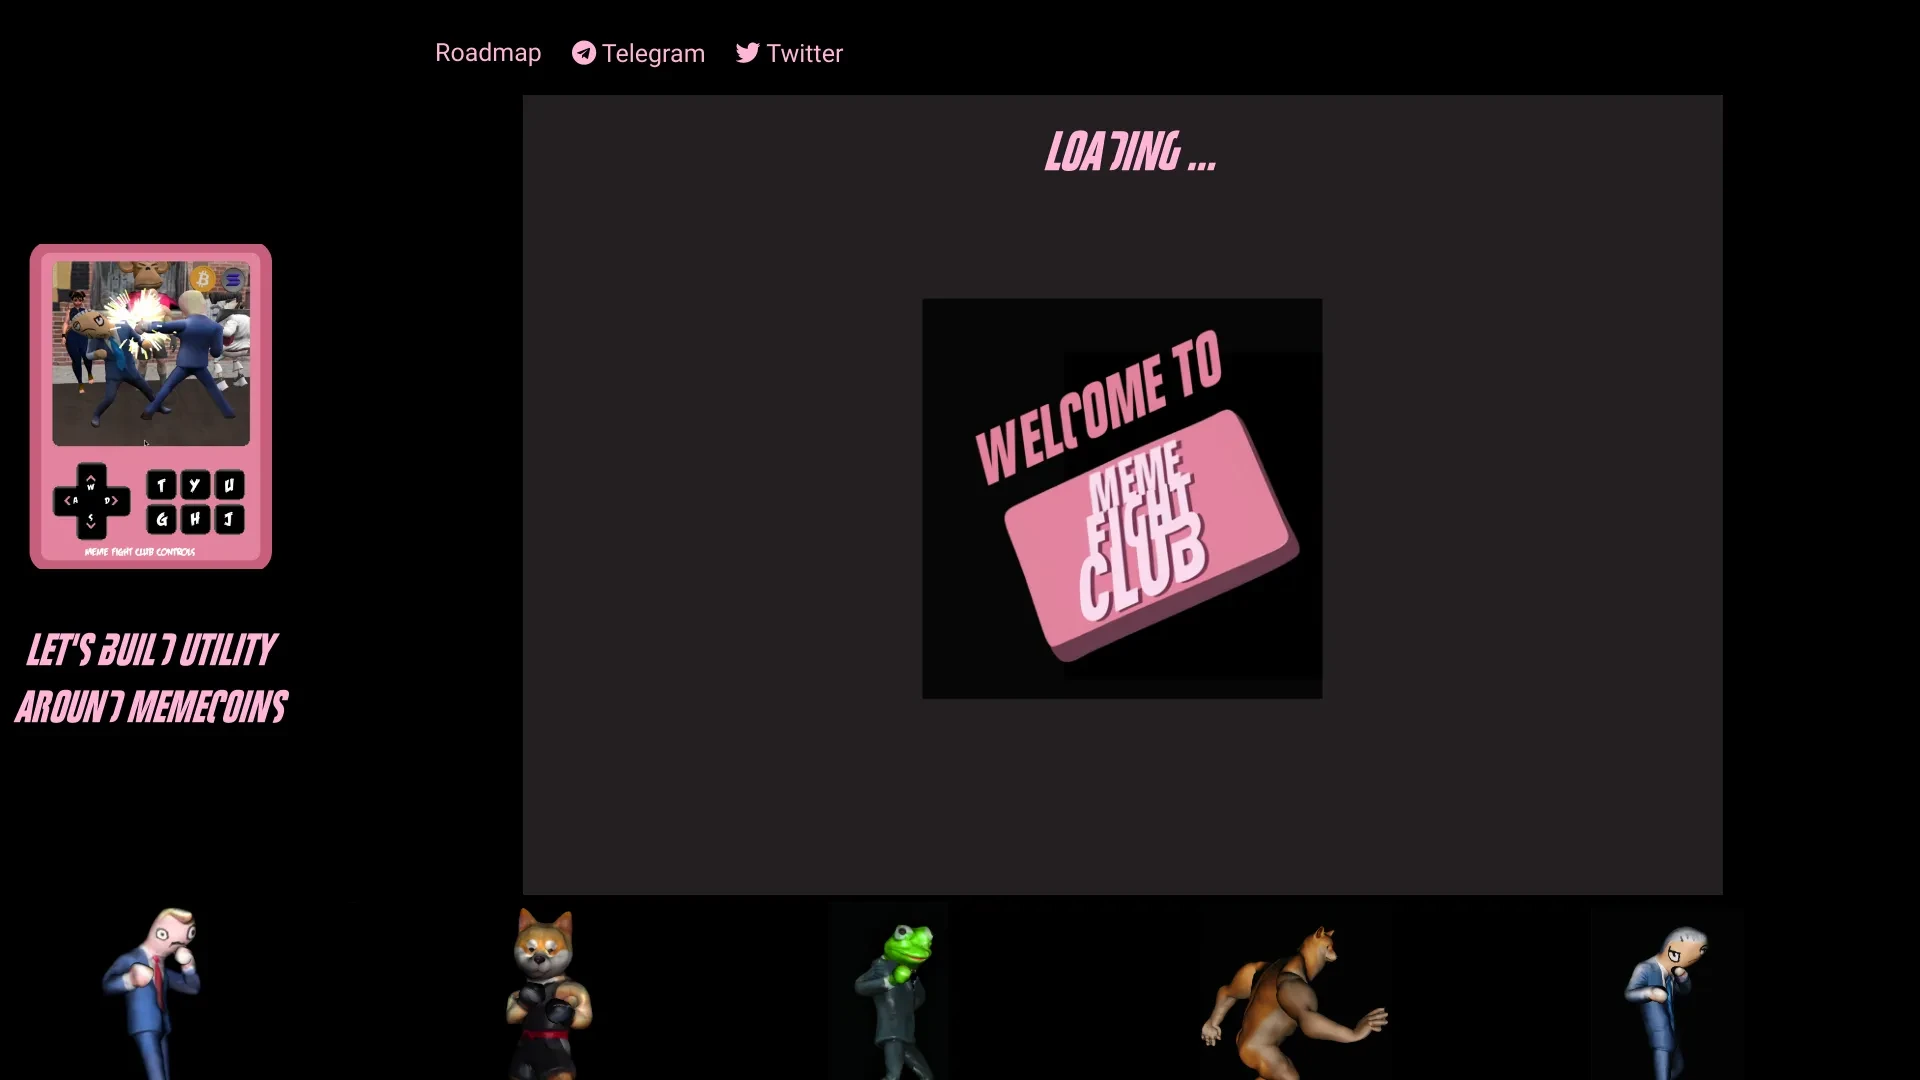 Roadmap Telegram Twitter
LOADING ...
WELCOME TO
MEME
FIGHT
CLUB
W
A D
S
T Y U
G H J
MEME FIGHT CLUB CONTROLS
LET'S BUILD UTILITY
AROUND MEMECOINS